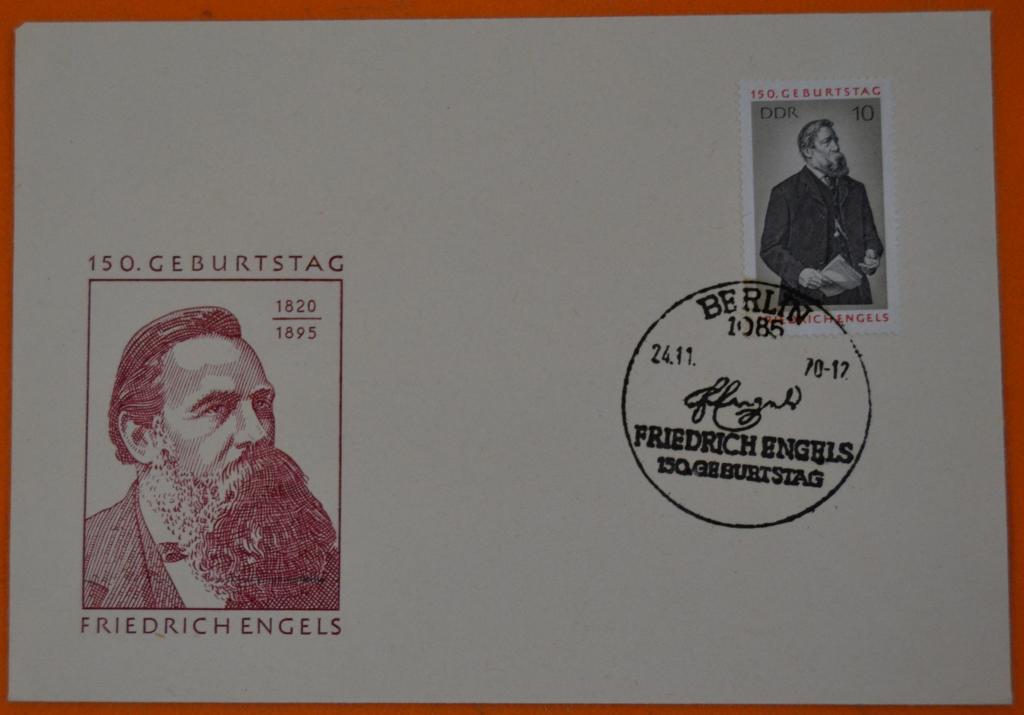 150. GEBURTSTAG
1820
1895
FRIEDRICH ENGELS
150. GEBURTSTAG
DDR 10
FRIEDRICH ENGELS
BERLIN
1085
24.11. 70-12
FEngels
FRIEDRICH ENGELS
150. GEBURTSTAG